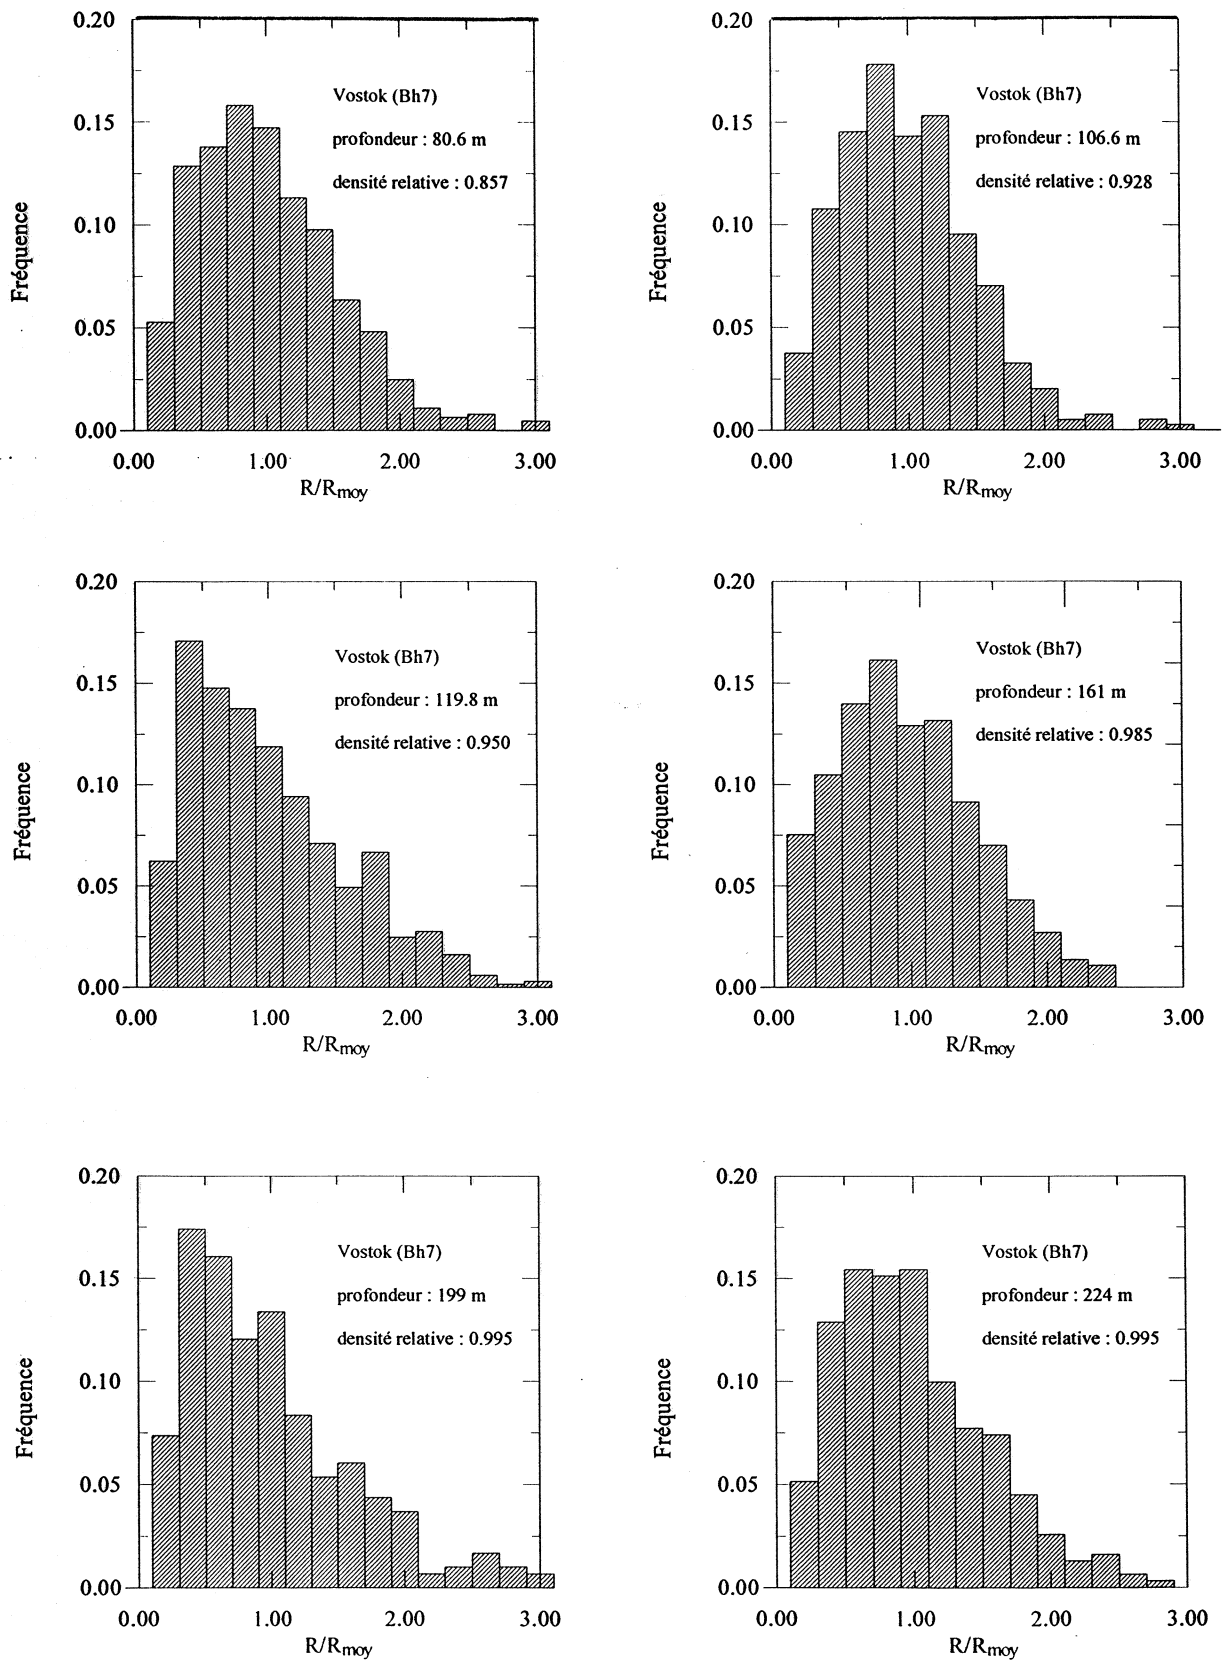 0.20
0.15
0.10
0.05
0.00
Fréquence
Vostok (Bh7)
profondeur : 80.6 m
densité relative : 0.857
0.00 1.00 2.00 3.00
R/Rmoy
0.20
0.15
0.10
0.05
0.00
Fréquence
Vostok (Bh7)
profondeur : 106.6 m
densité relative : 0.928
0.00 1.00 2.00 3.00
R/Rmoy
0.20
0.15
0.10
0.05
0.00
Fréquence
Vostok (Bh7)
profondeur : 119.8 m
densité relative : 0.950
0.00 1.00 2.00 3.00
R/Rmoy
0.20
0.15
0.10
0.05
0.00
Fréquence
Vostok (Bh7)
profondeur : 161 m
densité relative : 0.985
0.00 1.00 2.00 3.00
R/Rmoy
0.20
0.15
0.10
0.05
0.00
Fréquence
Vostok (Bh7)
profondeur : 199 m
densité relative : 0.995
0.00 1.00 2.00 3.00
R/Rmoy
0.20
0.15
0.10
0.05
0.00
Fréquence
Vostok (Bh7)
profondeur : 224 m
densité relative : 0.995
0.00 1.00 2.00 3.00
R/Rmoy